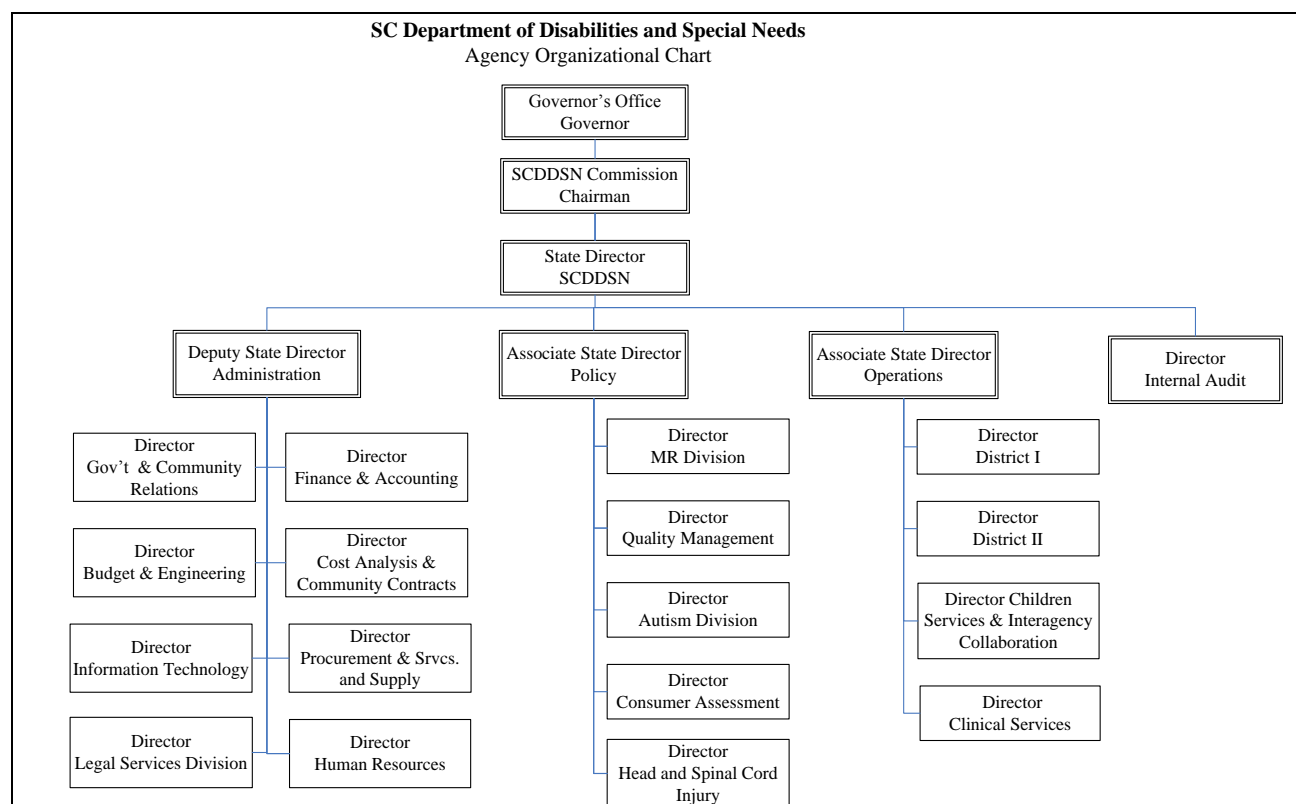 SC Department of Disabilities and Special Needs
Agency Organizational Chart
Governor's Office
Governor
SCDDSN Commission
Chairman
State Director
SCDDSN
Deputy State Director
Administration
Associate State Director
Policy
Associate State Director
Operations
Director
Internal Audit
Director
Gov't & Community
Relations
Director
Finance & Accounting
Director
Budget & Engineering
Director
Cost Analysis &
Community Contracts
Director
Information Technology
Director
Procurement & Srvcs.
and Supply
Director
Legal Services Division
Director
Human Resources
Director
MR Division
Director
Quality Management
Director
Autism Division
Director
Consumer Assessment
Director
Head and Spinal Cord
Injury
Director
District I
Director
District II
Director Children
Services & Interagency
Collaboration
Director
Clinical Services